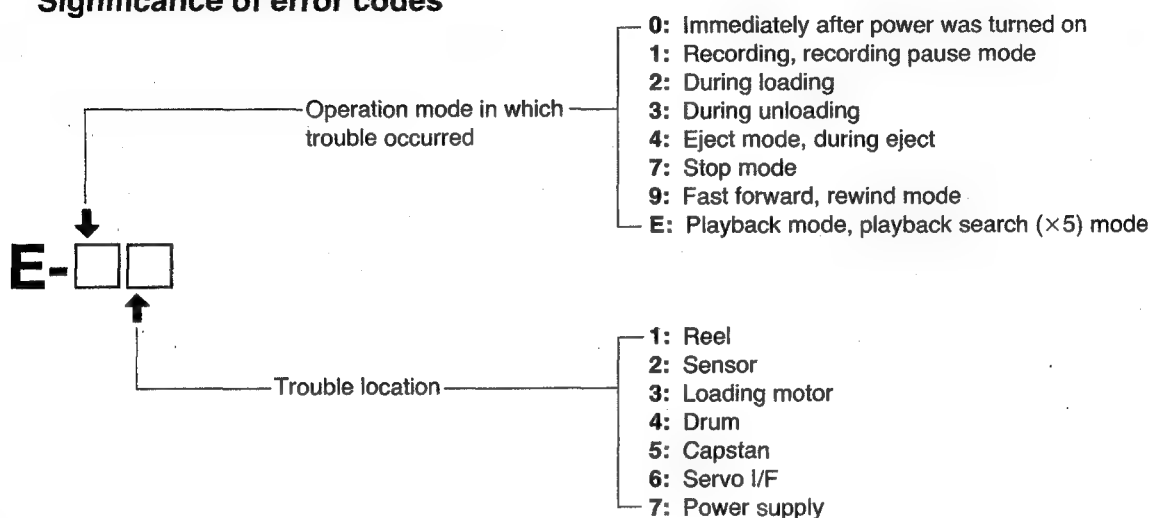 Significance of error codes
0: Immediately after power was turned on
1: Recording, recording pause mode
2: During loading
3: During unloading
4: Eject mode, during eject
7: Stop mode
9: Fast forward, rewind mode
E: Playback mode, playback search (×5) mode
Operation mode in which
trouble occurred
E-
Trouble location
1: Reel
2: Sensor
3: Loading motor
4: Drum
5: Capstan
6: Servo I/F
7: Power supply